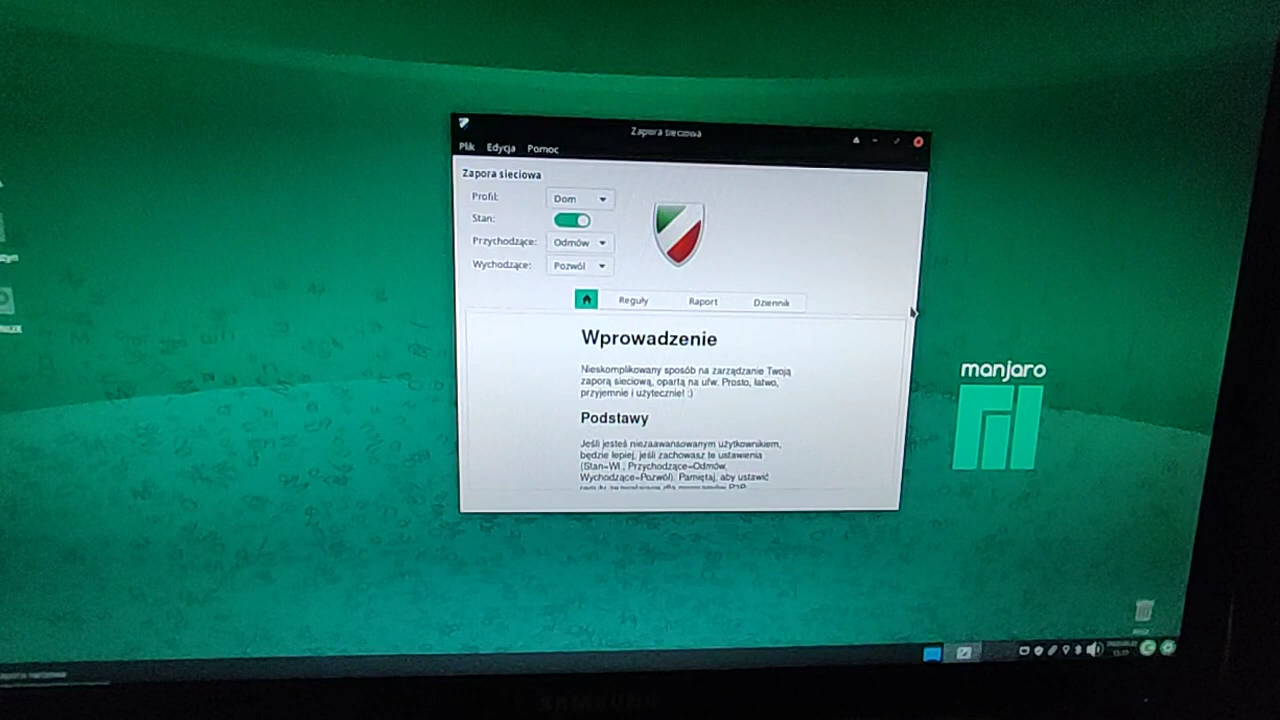 Zapora sieciowa
Plik Edycja Pomoc
Zapora sieciowa
Profil: Dom
Stan:
Przychodzące: Odmów
Wychodzące: Pozwól
Reguły Raport Dziennik
Wprowadzenie
Nieskomplikowany sposób na zarządzanie Twoją
zaporą sieciową, opartą na ufw. Prosto, łatwo,
przyjemnie i użytecznie! :)
Podstawy
Jeśli jesteś niezaawansowanym użytkownikiem,
będzie lepiej, jeśli zachowasz te ustawienia
(Stan=Wł., Przychodzące=Odmów,
Wychodzące=Pozwól). Pamiętaj, aby ustawić
manjaro
SAMSUNG